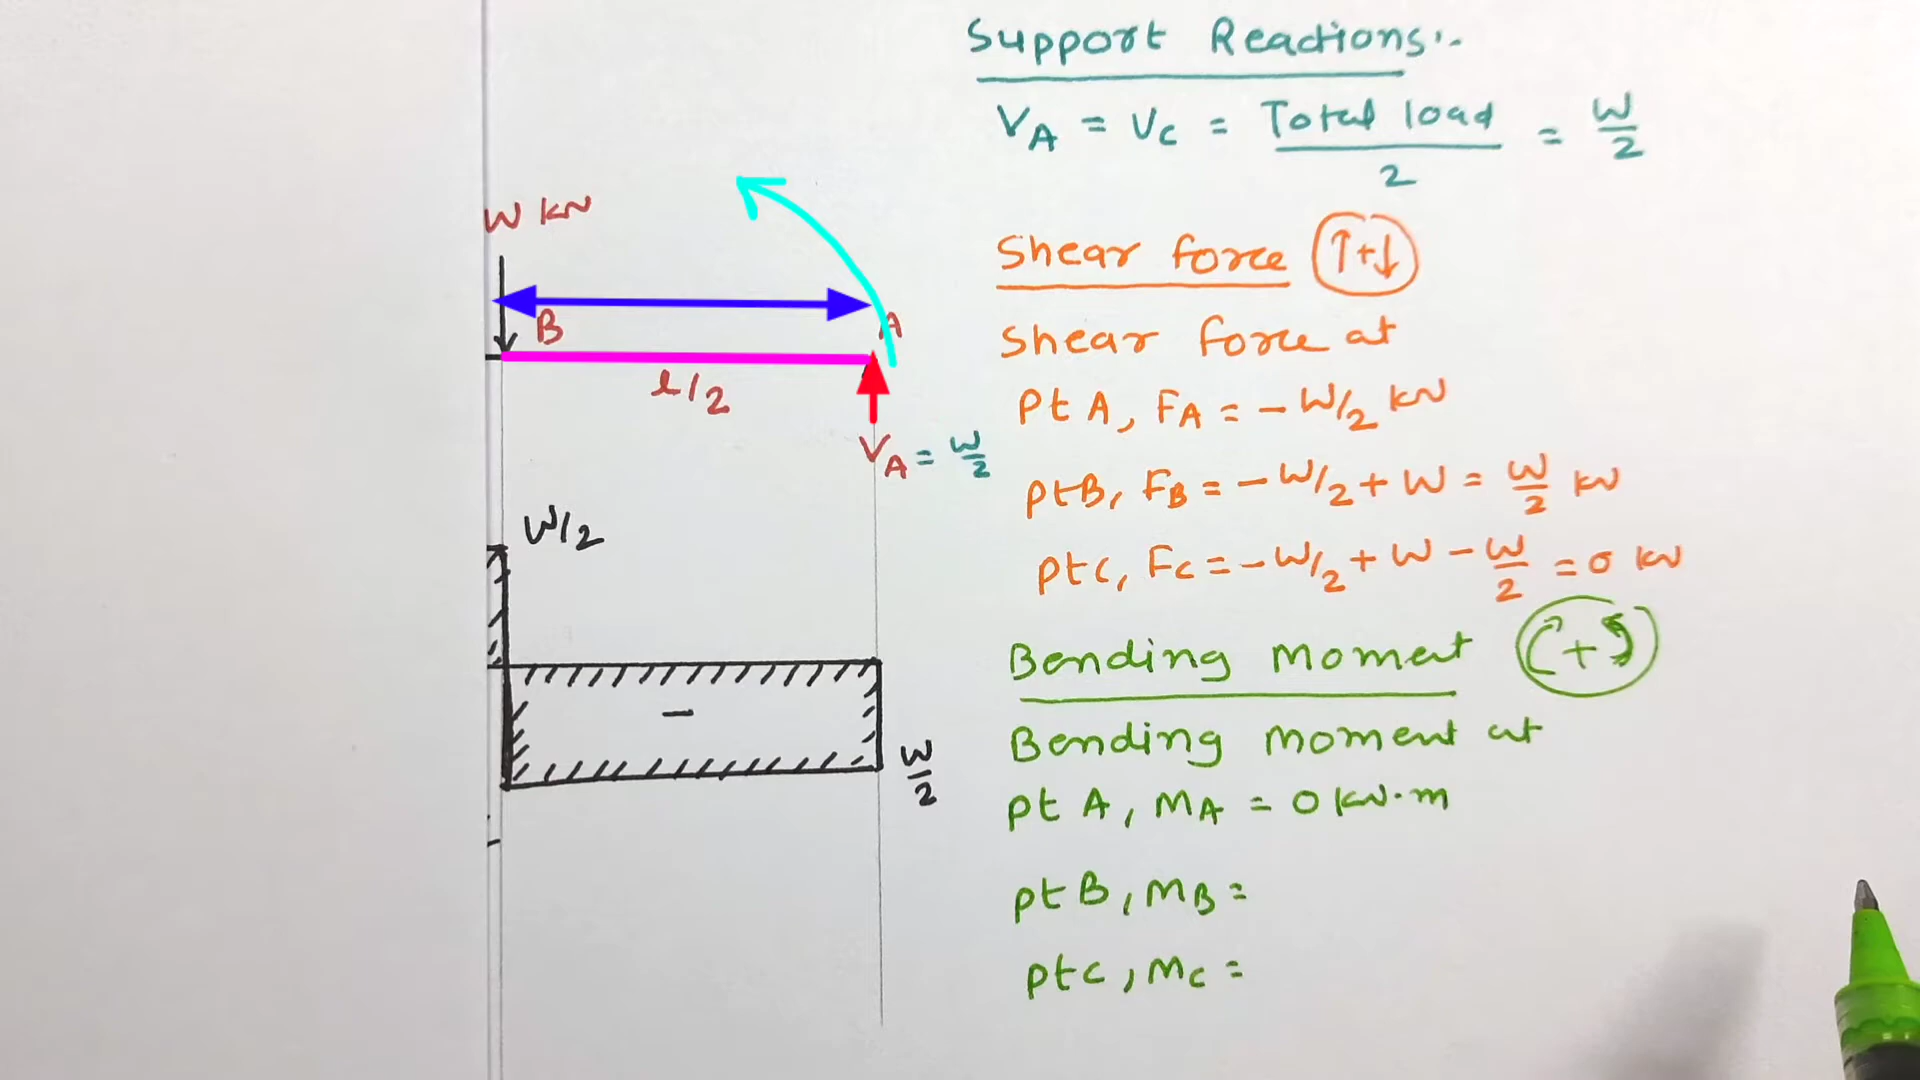 Support Reactions:-
VA = VC = Total load / 2 = W/2
W kN
Shear force (↑+↓)
B
A
Shear force at
l/2
pt A, FA = -W/2 kN
VA = W/2
pt B, FB = -W/2 + W = W/2 kN
W/2
pt C, FC = -W/2 + W - W/2 = 0 kN
Bending Moment (+)
−
Bending moment at
W/2
pt A, MA = 0 kN.m
pt B, MB =
pt C, MC =